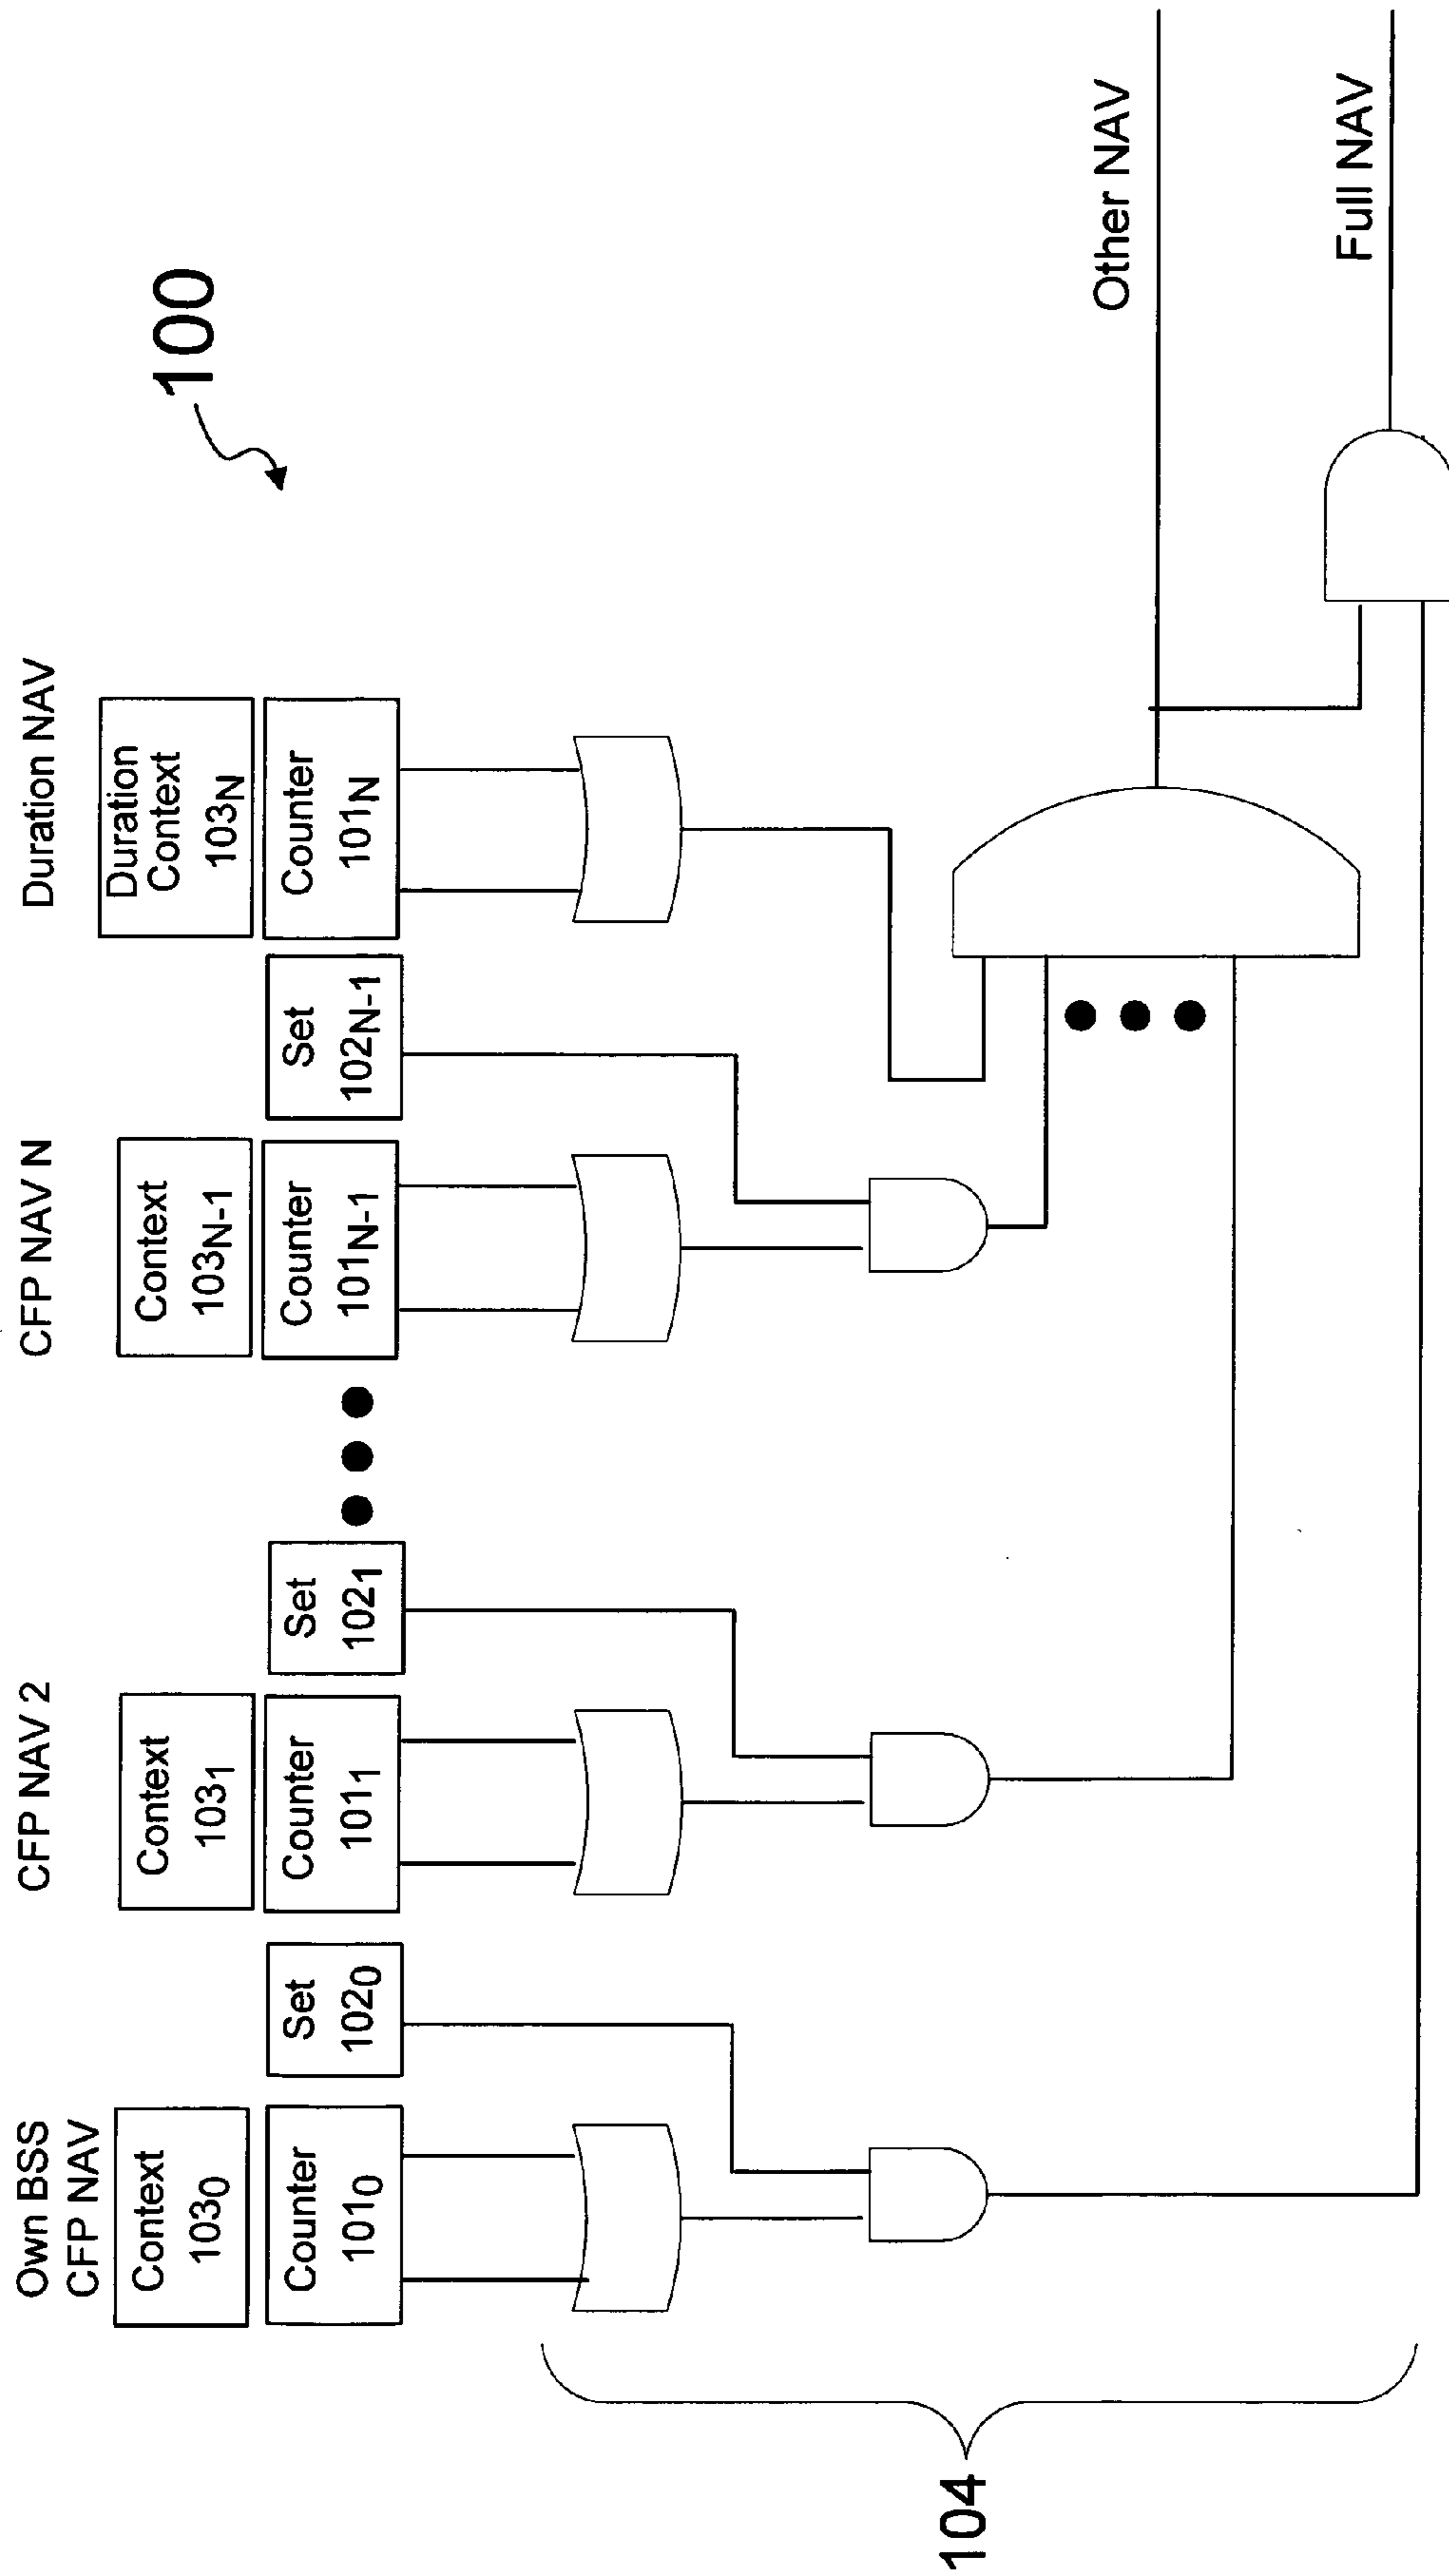 100
Own BSS
CFP NAV
CFP NAV 2
CFP NAV N
Duration NAV
Context
103₀
Context
103₁
Context
103N-1
Duration
Context
103N
Counter
101₀
Set
102₀
Counter
101₁
Set
102₁
Counter
101N-1
Set
102N-1
Counter
101N
104
Other NAV
Full NAV